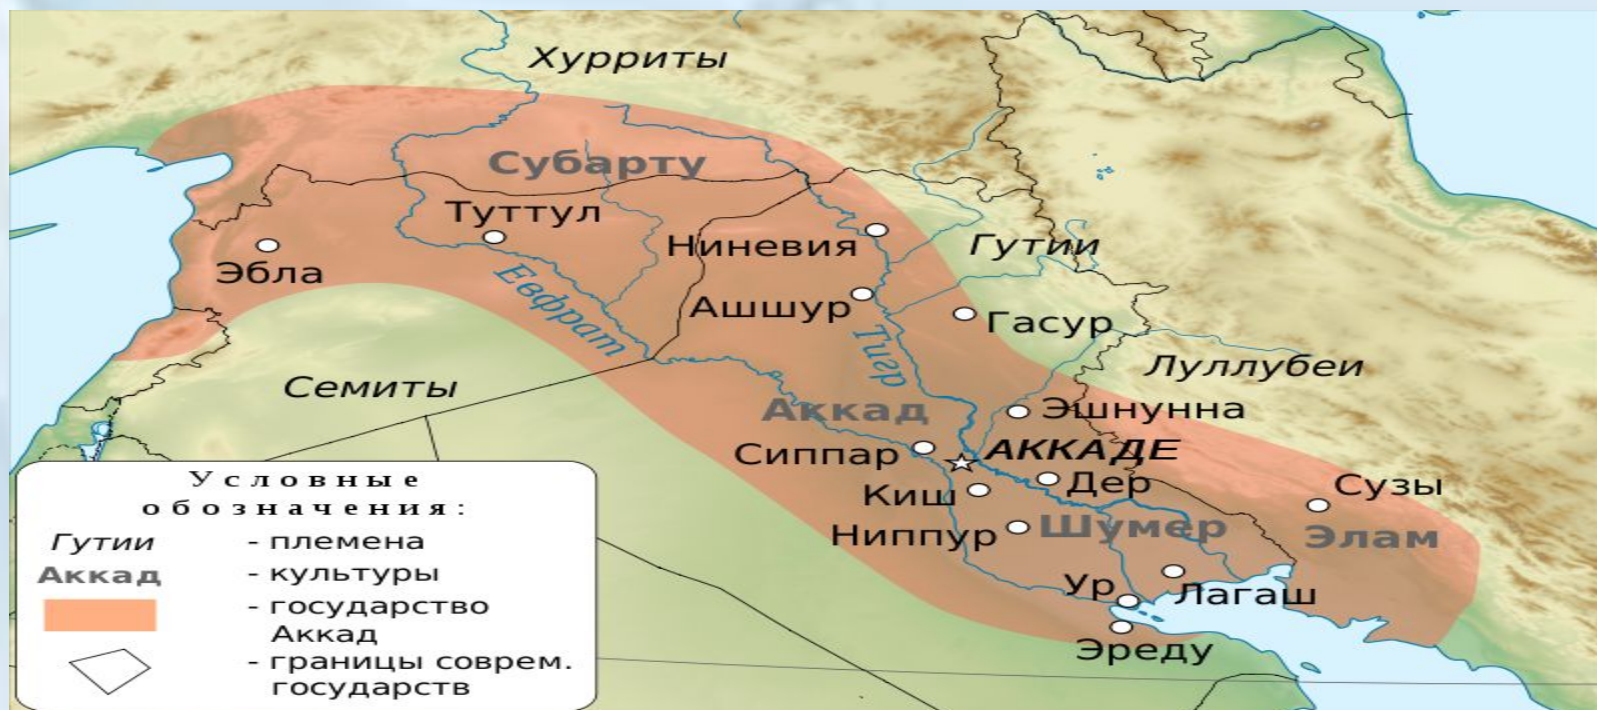 Хурриты
Субарту
Туттул
Ниневия
Гутии
Эбла
Евфрат
Ашшур
Тигр
Гасур
Семиты
Луллубеи
Аккад
Эшнунна
Сиппар
АККАДЕ
Киш
Дер
Сузы
Ниппур
Шумер
Элам
Ур
Лагаш
Эреду
Условные
обозначения:
Гутии - племена
Аккад - культуры
- государство
Аккад
- границы соврем.
государств